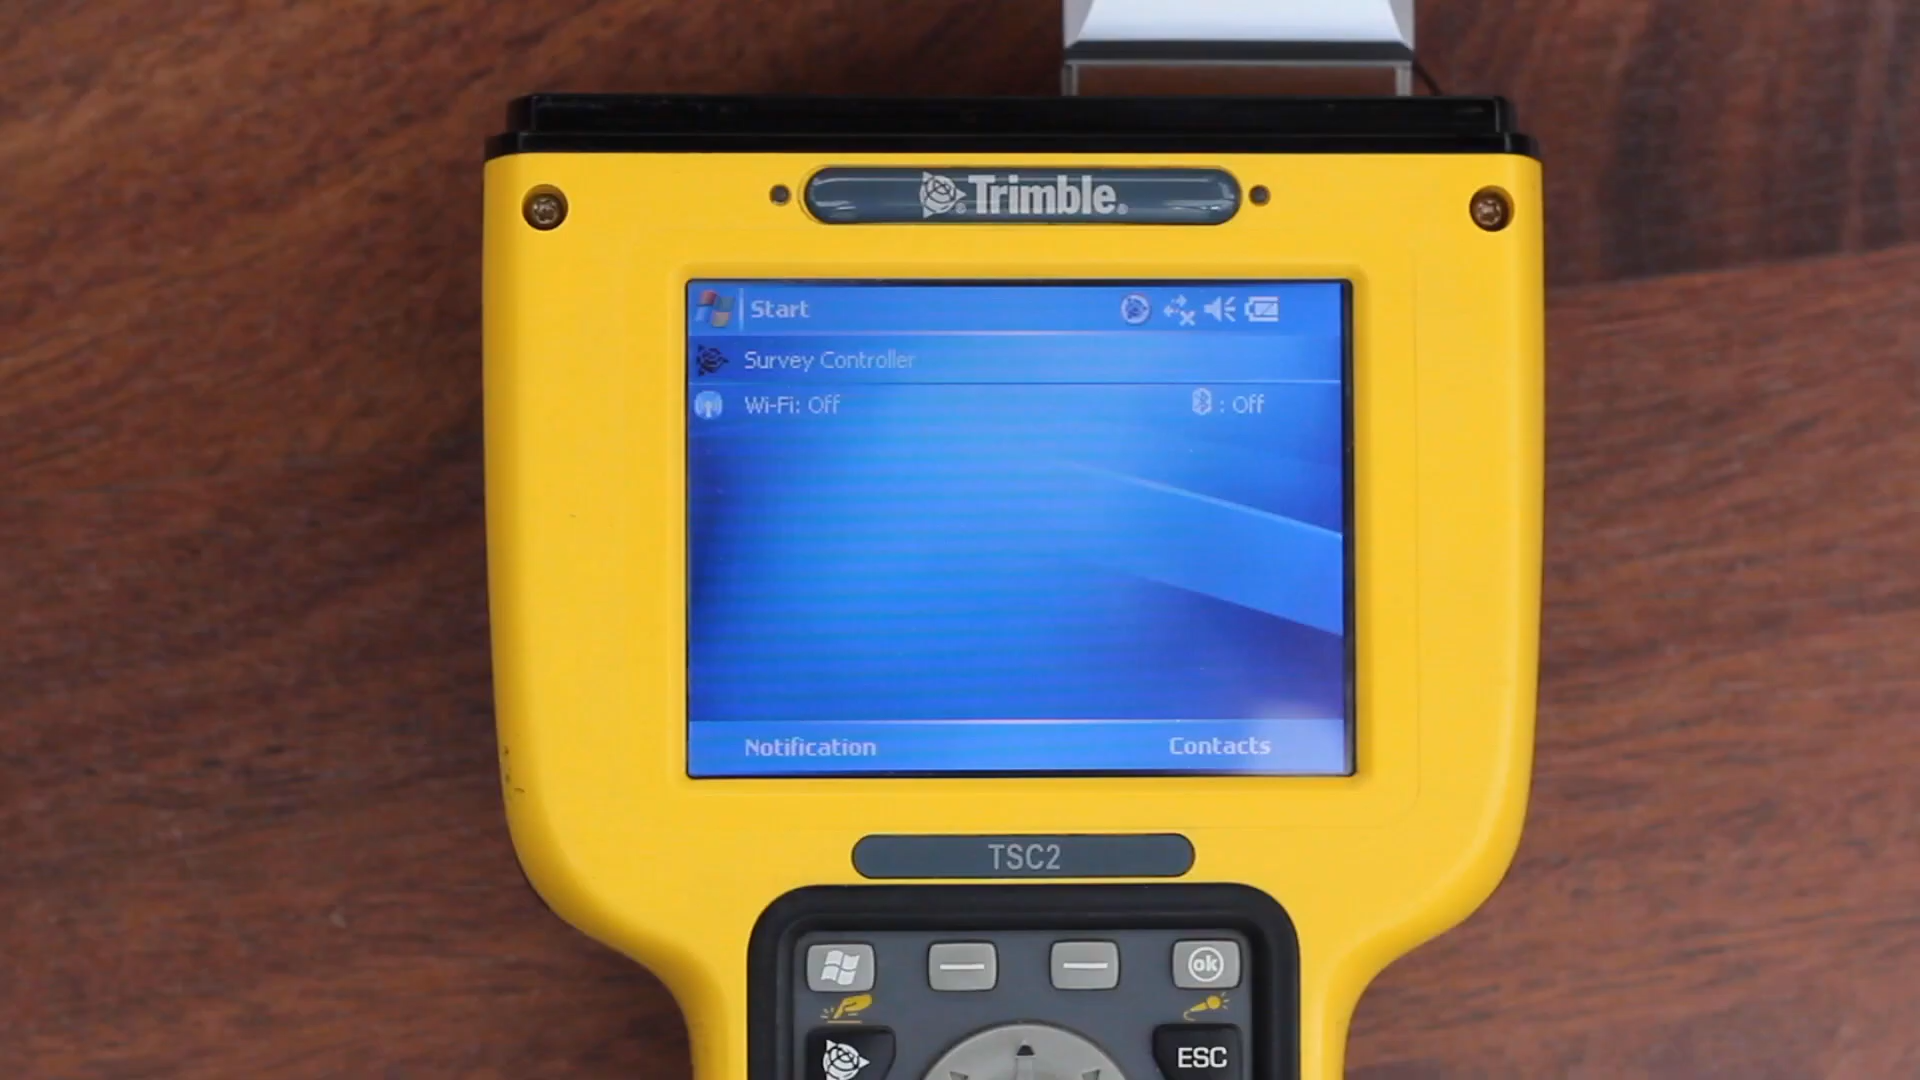 Trimble
Start
Survey Controller
Wi-Fi: Off
: Off
Notification
Contacts
TSC2
ok
ESC